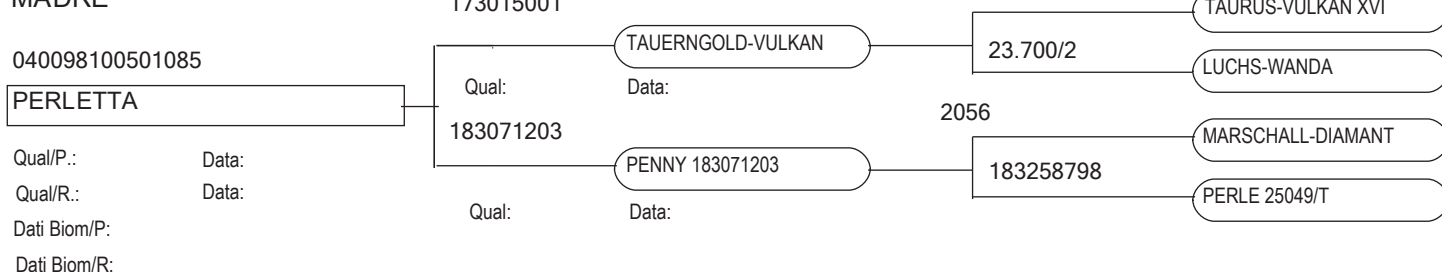 MADRE
173015001
TAURUS-VULKAN XVI
TAUERNGOLD-VULKAN
23.700/2
040098100501085
LUCHS-WANDA
Qual: Data:
PERLETTA
2056
183071203
MARSCHALL-DIAMANT
Qual/P.: Data:
PENNY 183071203
183258798
Qual/R.: Data:
PERLE 25049/T
Qual: Data:
Dati Biom/P:
Dati Biom/R: